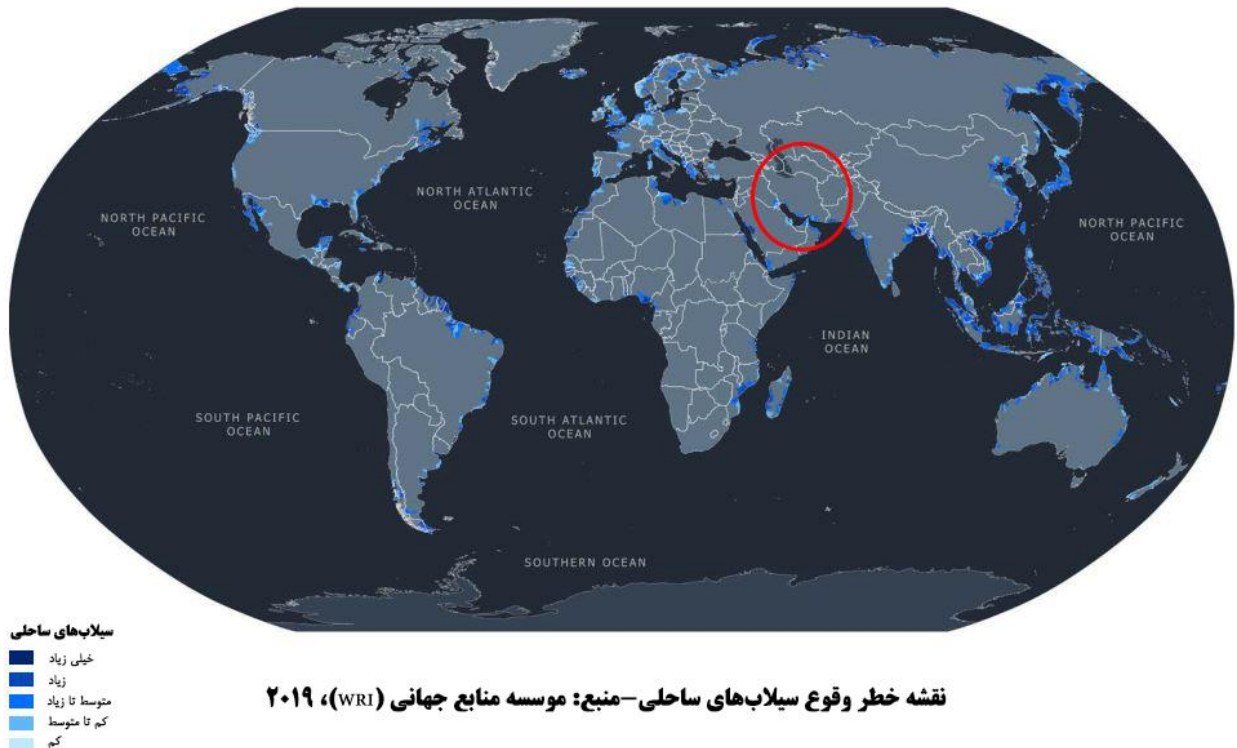 NORTH ATLANTIC
OCEAN
NORTH PACIFIC
OCEAN
NORTH PACIFIC
OCEAN
INDIAN
OCEAN
SOUTH PACIFIC
OCEAN
SOUTH ATLANTIC
OCEAN
SOUTHERN OCEAN
سیلاب‌های ساحلی
خیلی زیاد
زیاد
متوسط تا زیاد
کم تا متوسط
کم
نقشه خطر وقوع سیلاب‌های ساحلی–منبع: موسسه منابع جهانی (WRI)، ۲۰۱۹